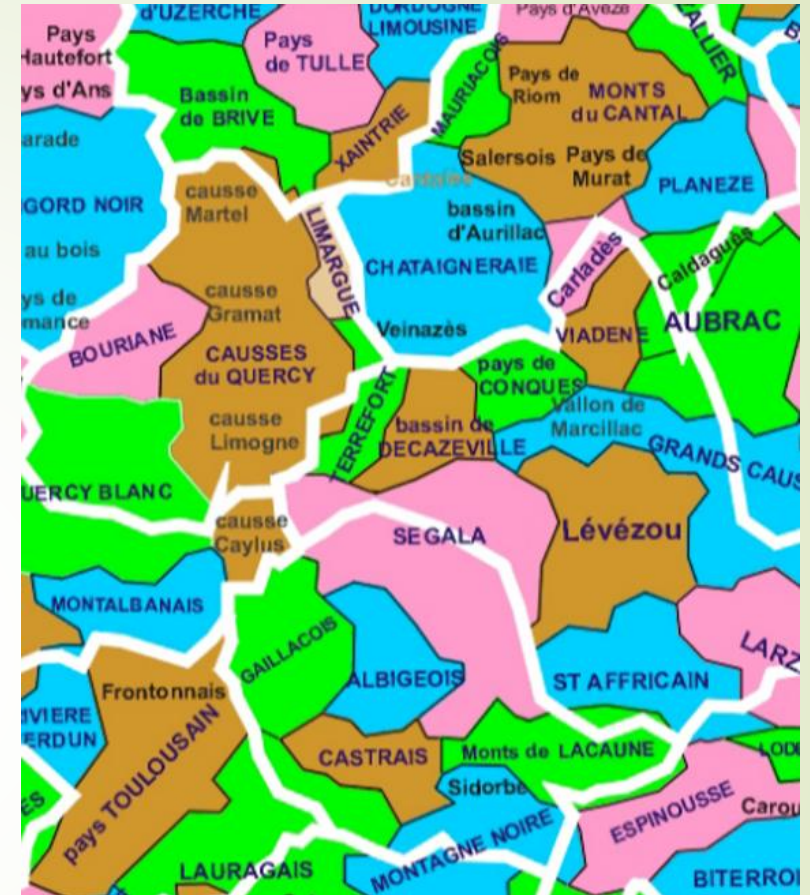 d'UZERCHE
DORDOGNE
LIMOUSINE
Pays d'Aveze
Pays
Hautefort
ys d'Ans
Pays
de TULLE
CALLIER
Bassin
de BRIVE
MAURIACOIS
Pays de
Riom
MONTS
du CANTAL
arade
XAINTRIE
Salersois
Pays de
Murat
PLANEZE
GORD NOIR
causse
Martel
bassin
d'Aurillac
LIMARGUE
au bois
CHATAIGNERAIE
Carladès
Caldaguès
ys de
mance
causse
Gramat
Veinazès
VIADENE
AUBRAC
BOURIANE
CAUSSES
du QUERCY
pays de
CONQUES
TERREFORT
causse
Limogne
bassin de
DECAZEVILLE
Vallon de
Marcillac
GRANDS CAUS
UERCY BLANC
causse
Caylus
SEGALA
Lévézou
MONTALBANAIS
GAILLACOIS
ALBIGEOIS
ST AFFRICAIN
LARZ
Frontonnais
IVIERE
ERDUN
pays TOULOUSAIN
CASTRAIS
Monts de LACAUNE
LODE
Sidorbe
ES
ESPINOUSSE
Carou
MONTAGNE NOIRE
LAURAGAIS
BITERROI